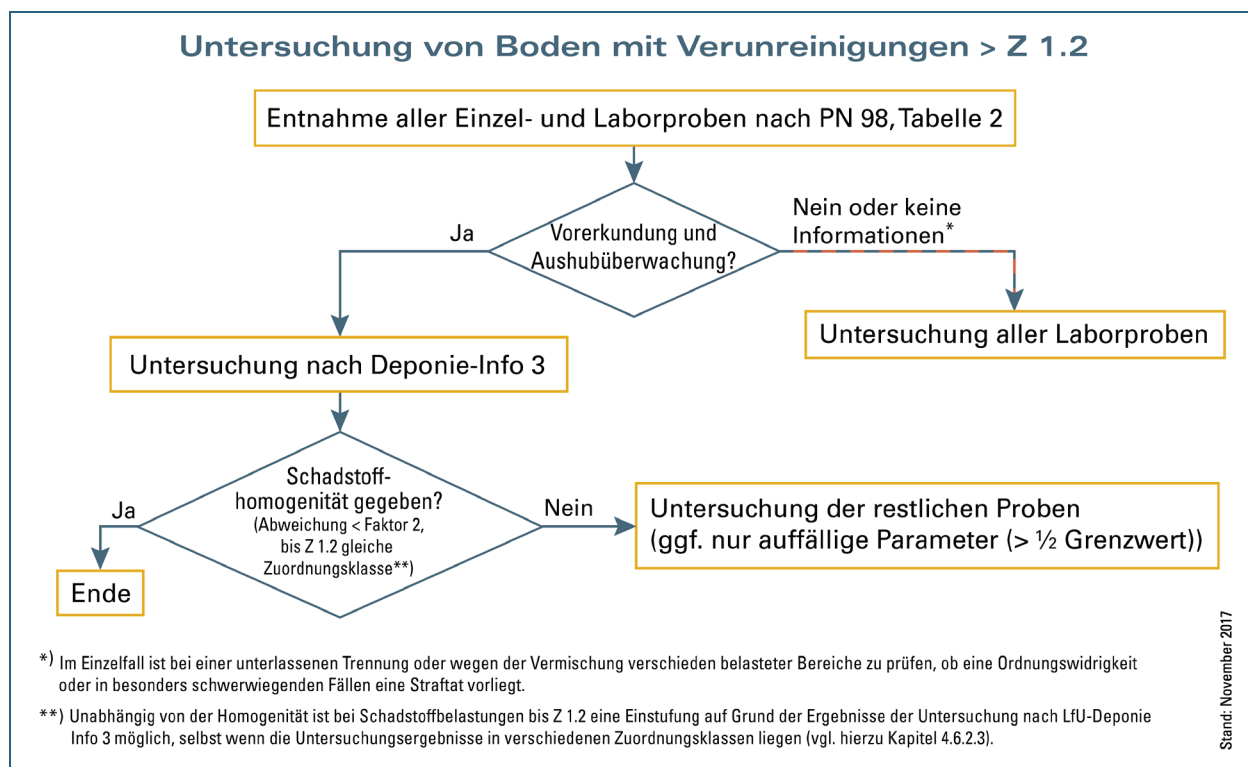 Untersuchung von Boden mit Verunreinigungen > Z 1.2
Entnahme aller Einzel- und Laborproben nach PN 98, Tabelle 2
Vorerkundung und
Aushubüberwachung?
Ja
Nein oder keine
Informationen*
Untersuchung aller Laborproben
Untersuchung nach Deponie-Info 3
Schadstoff-
homogenität gegeben?
(Abweichung < Faktor 2,
bis Z 1.2 gleiche
Zuordnungsklasse**)
Ja
Nein
Ende
Untersuchung der restlichen Proben
(ggf. nur auffällige Parameter (> ½ Grenzwert))
*) Im Einzelfall ist bei einer unterlassenen Trennung oder wegen der Vermischung verschieden belasteter Bereiche zu prüfen, ob eine Ordnungswidrigkeit
oder in besonders schwerwiegenden Fällen eine Straftat vorliegt.
**) Unabhängig von der Homogenität ist bei Schadstoffbelastungen bis Z 1.2 eine Einstufung auf Grund der Ergebnisse der Untersuchung nach LfU-Deponie
Info 3 möglich, selbst wenn die Untersuchungsergebnisse in verschiedenen Zuordnungsklassen liegen (vgl. hierzu Kapitel 4.6.2.3).
Stand: November 2017